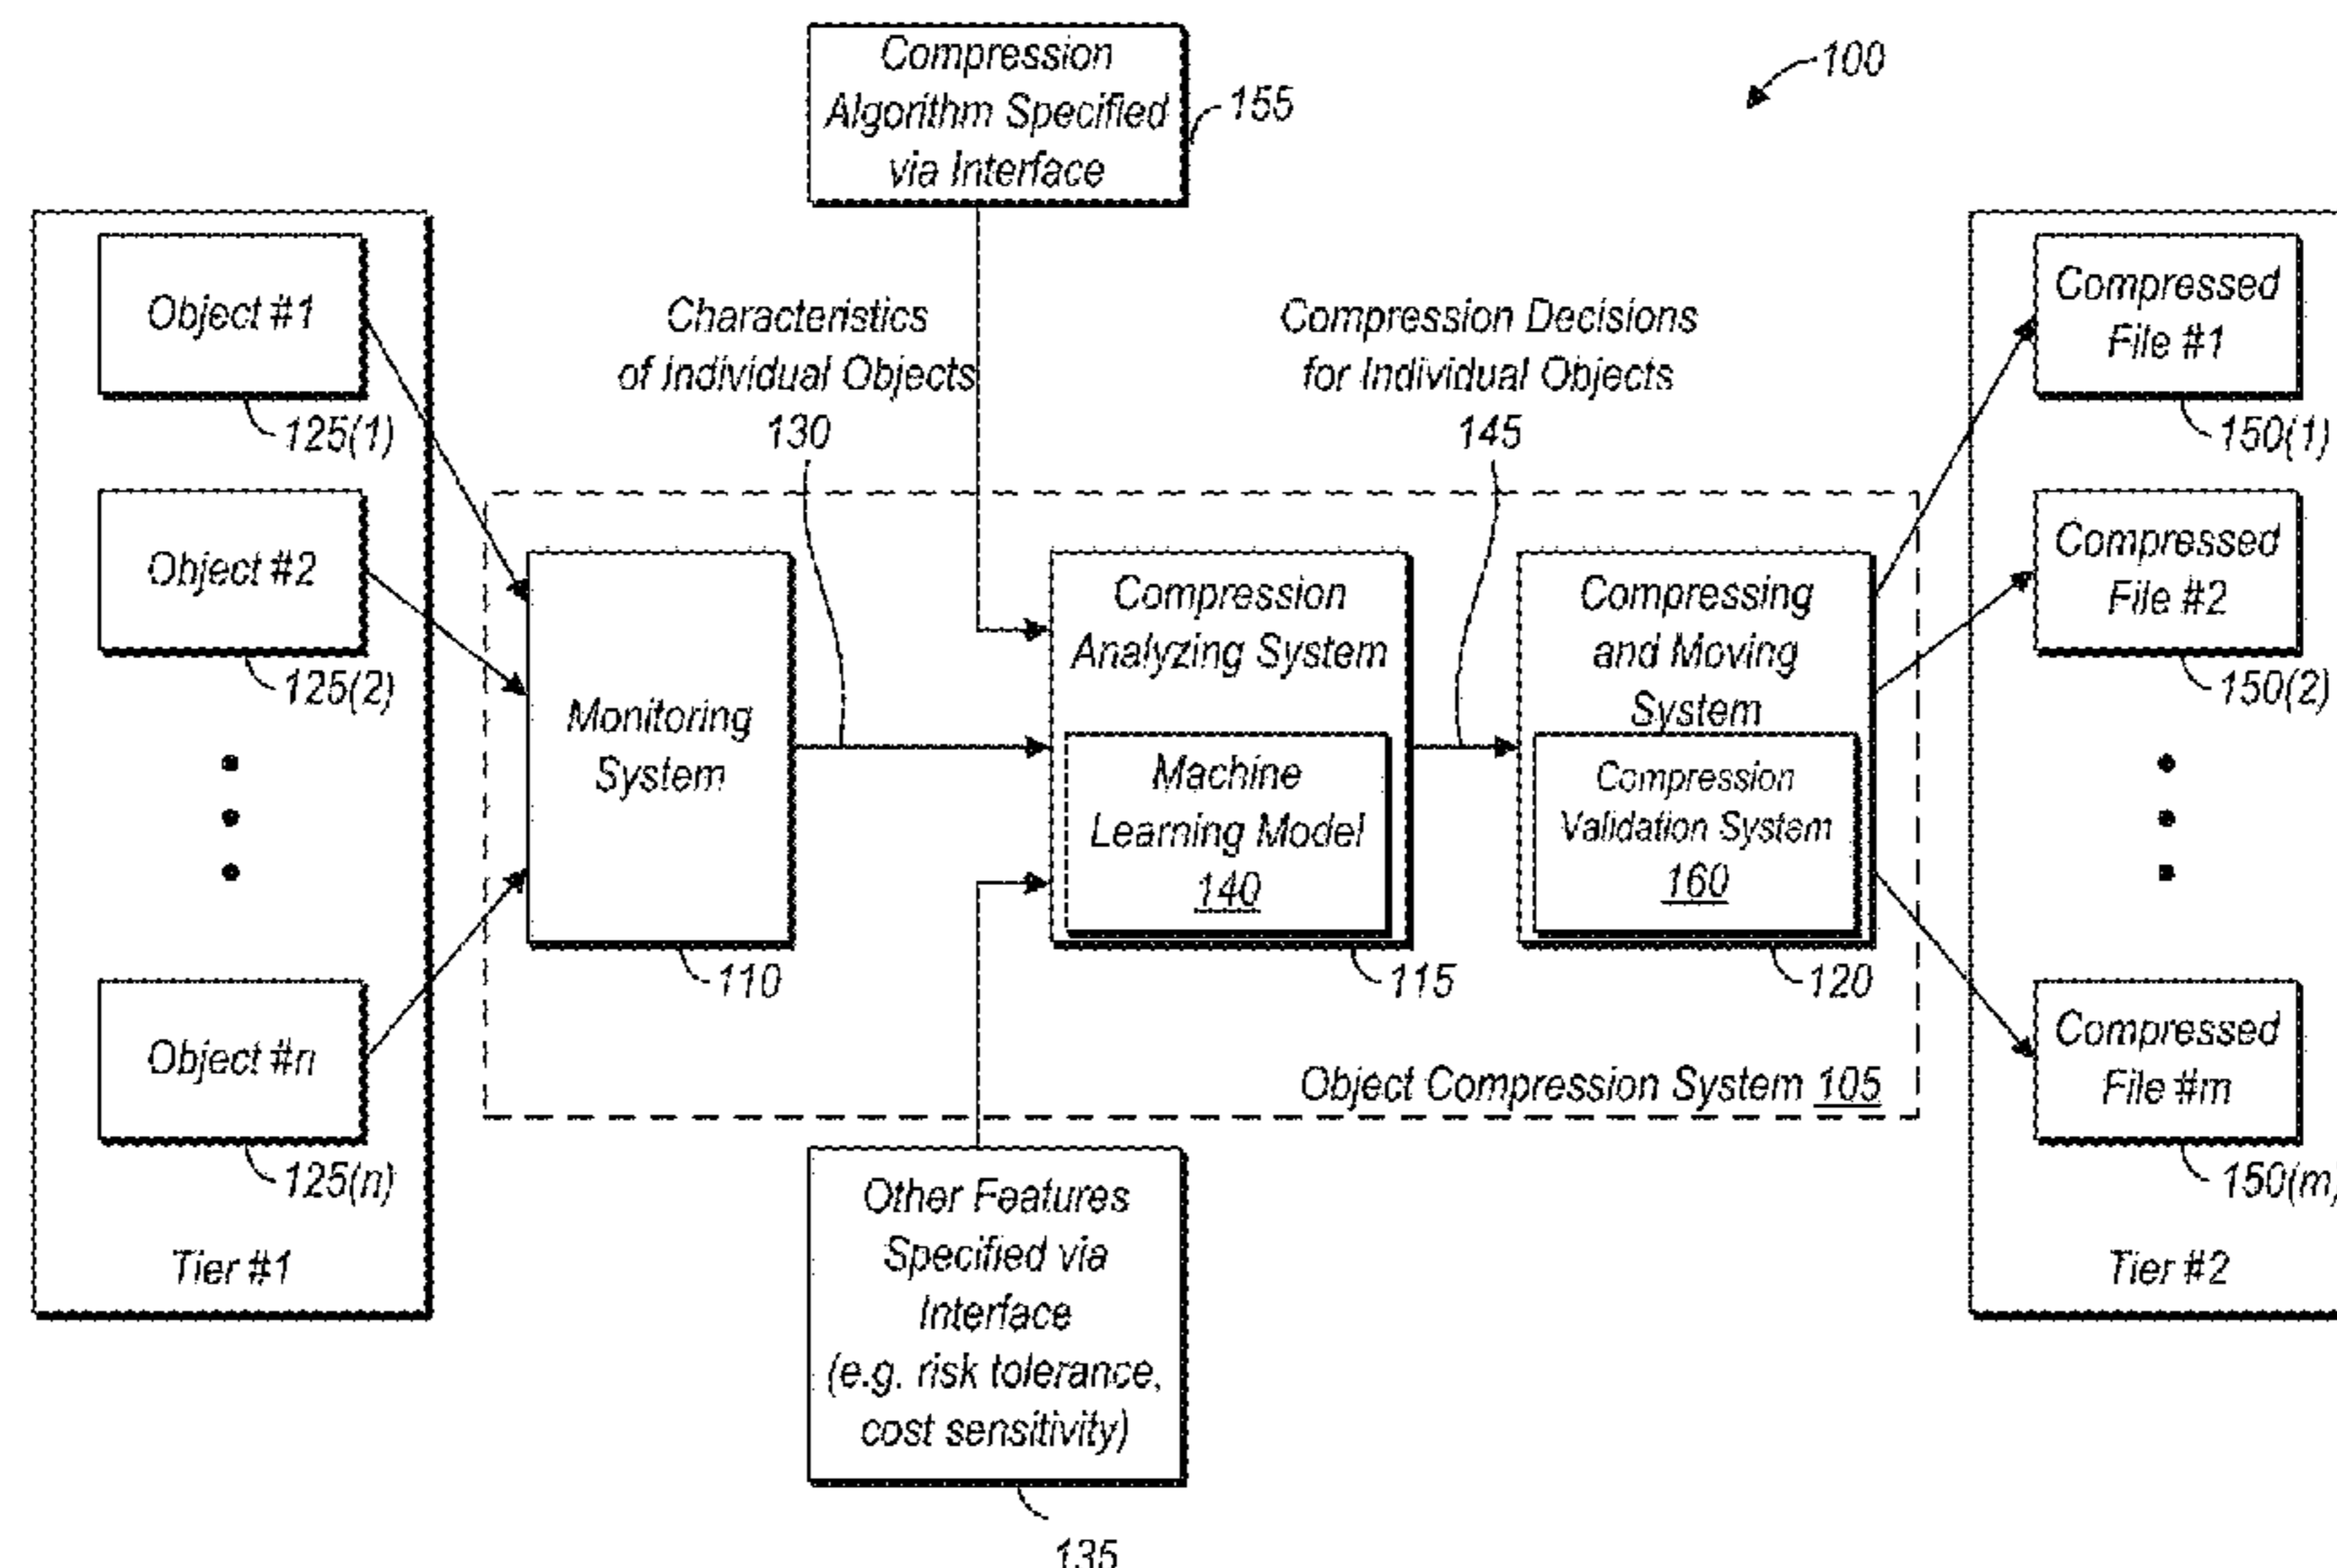 Compression
Algorithm Specified
via Interface
155
100
Object #1
125(1)
Object #2
125(2)
Object #n
125(n)
Tier #1
Characteristics
of Individual Objects
130
Compression Decisions
for Individual Objects
145
Monitoring
System
110
Compression
Analyzing System
Machine
Learning Model
140
115
Compressing
and Moving
System
Compression
Validation System
160
120
Object Compression System 105
Other Features
Specified via
Interface
(e.g. risk tolerance,
cost sensitivity)
135
Compressed
File #1
150(1)
Compressed
File #2
150(2)
Compressed
File #m
150(m)
Tier #2